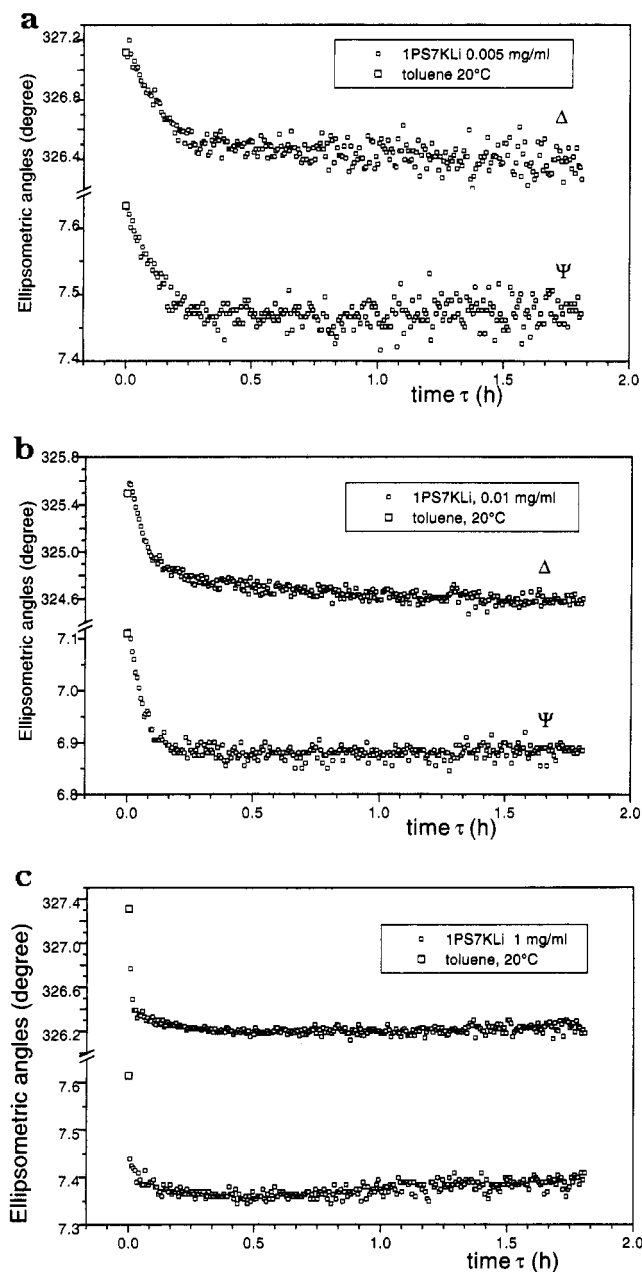 a
327.2
326.8
326.4
7.6
7.5
7.4
Ellipsometric angles (degree)
1PS7KLi 0.005 mg/ml
toluene 20°C
Δ
Ψ
0.0 0.5 1.0 1.5 2.0
time τ (h)
b
325.8
325.4
325.0
324.6
7.1
7.0
6.9
6.8
Ellipsometric angles (degree)
1PS7KLi, 0.01 mg/ml
toluene, 20°C
Δ
Ψ
0.0 0.5 1.0 1.5 2.0
time τ (h)
c
327.4
327.0
326.6
326.2
7.6
7.5
7.4
7.3
Ellipsometric angles (degree)
1PS7KLi 1 mg/ml
toluene, 20°C
0.0 0.5 1.0 1.5 2.0
time τ (h)